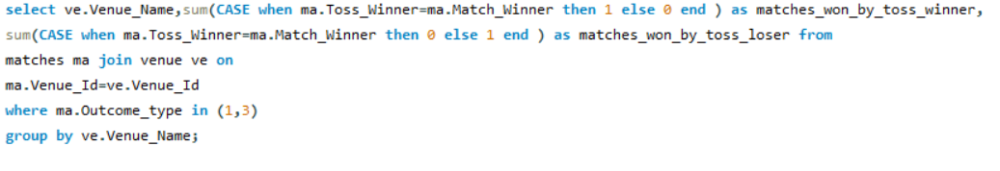 select ve.Venue_Name,sum(CASE when ma.Toss_Winner=ma.Match_Winner then 1 else 0 end ) as matches_won_by_toss_winner,
sum(CASE when ma.Toss_Winner=ma.Match_Winner then 0 else 1 end ) as matches_won_by_toss_loser from
matches ma join venue ve on
ma.Venue_Id=ve.Venue_Id
where ma.Outcome_type in (1,3)
group by ve.Venue_Name;